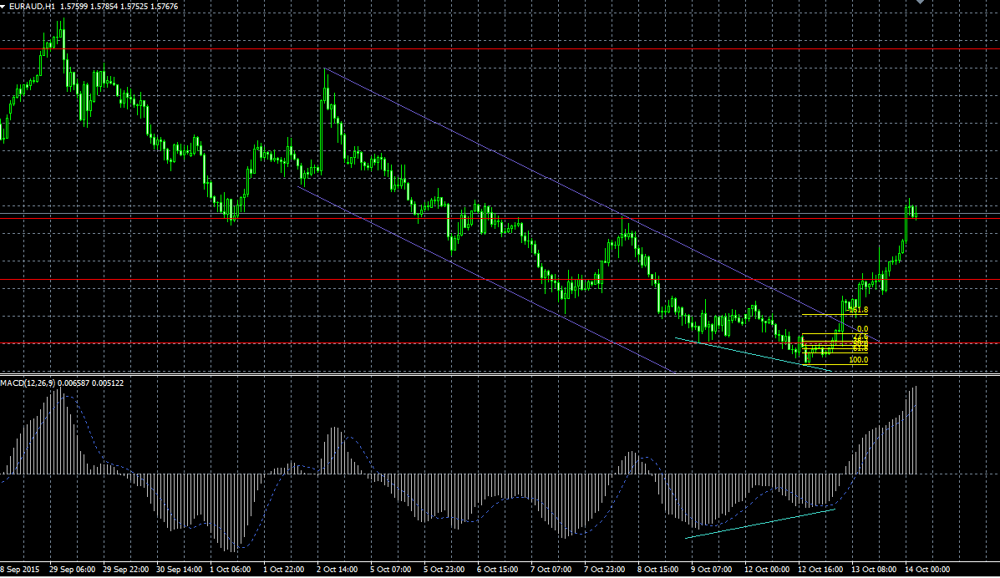 EURAUD,H1 1.57599 1.57854 1.57525 1.57676
161.8
0.0
100.0
MACD(12,26,9) 0.006587 0.005122
8 Sep 2015 29 Sep 06:00 29 Sep 22:00 30 Sep 14:00 1 Oct 06:00 1 Oct 22:00 2 Oct 14:00 5 Oct 07:00 5 Oct 23:00 6 Oct 15:00 7 Oct 07:00 7 Oct 23:00 8 Oct 15:00 9 Oct 07:00 12 Oct 00:00 12 Oct 16:00 13 Oct 08:00 14 Oct 00:00